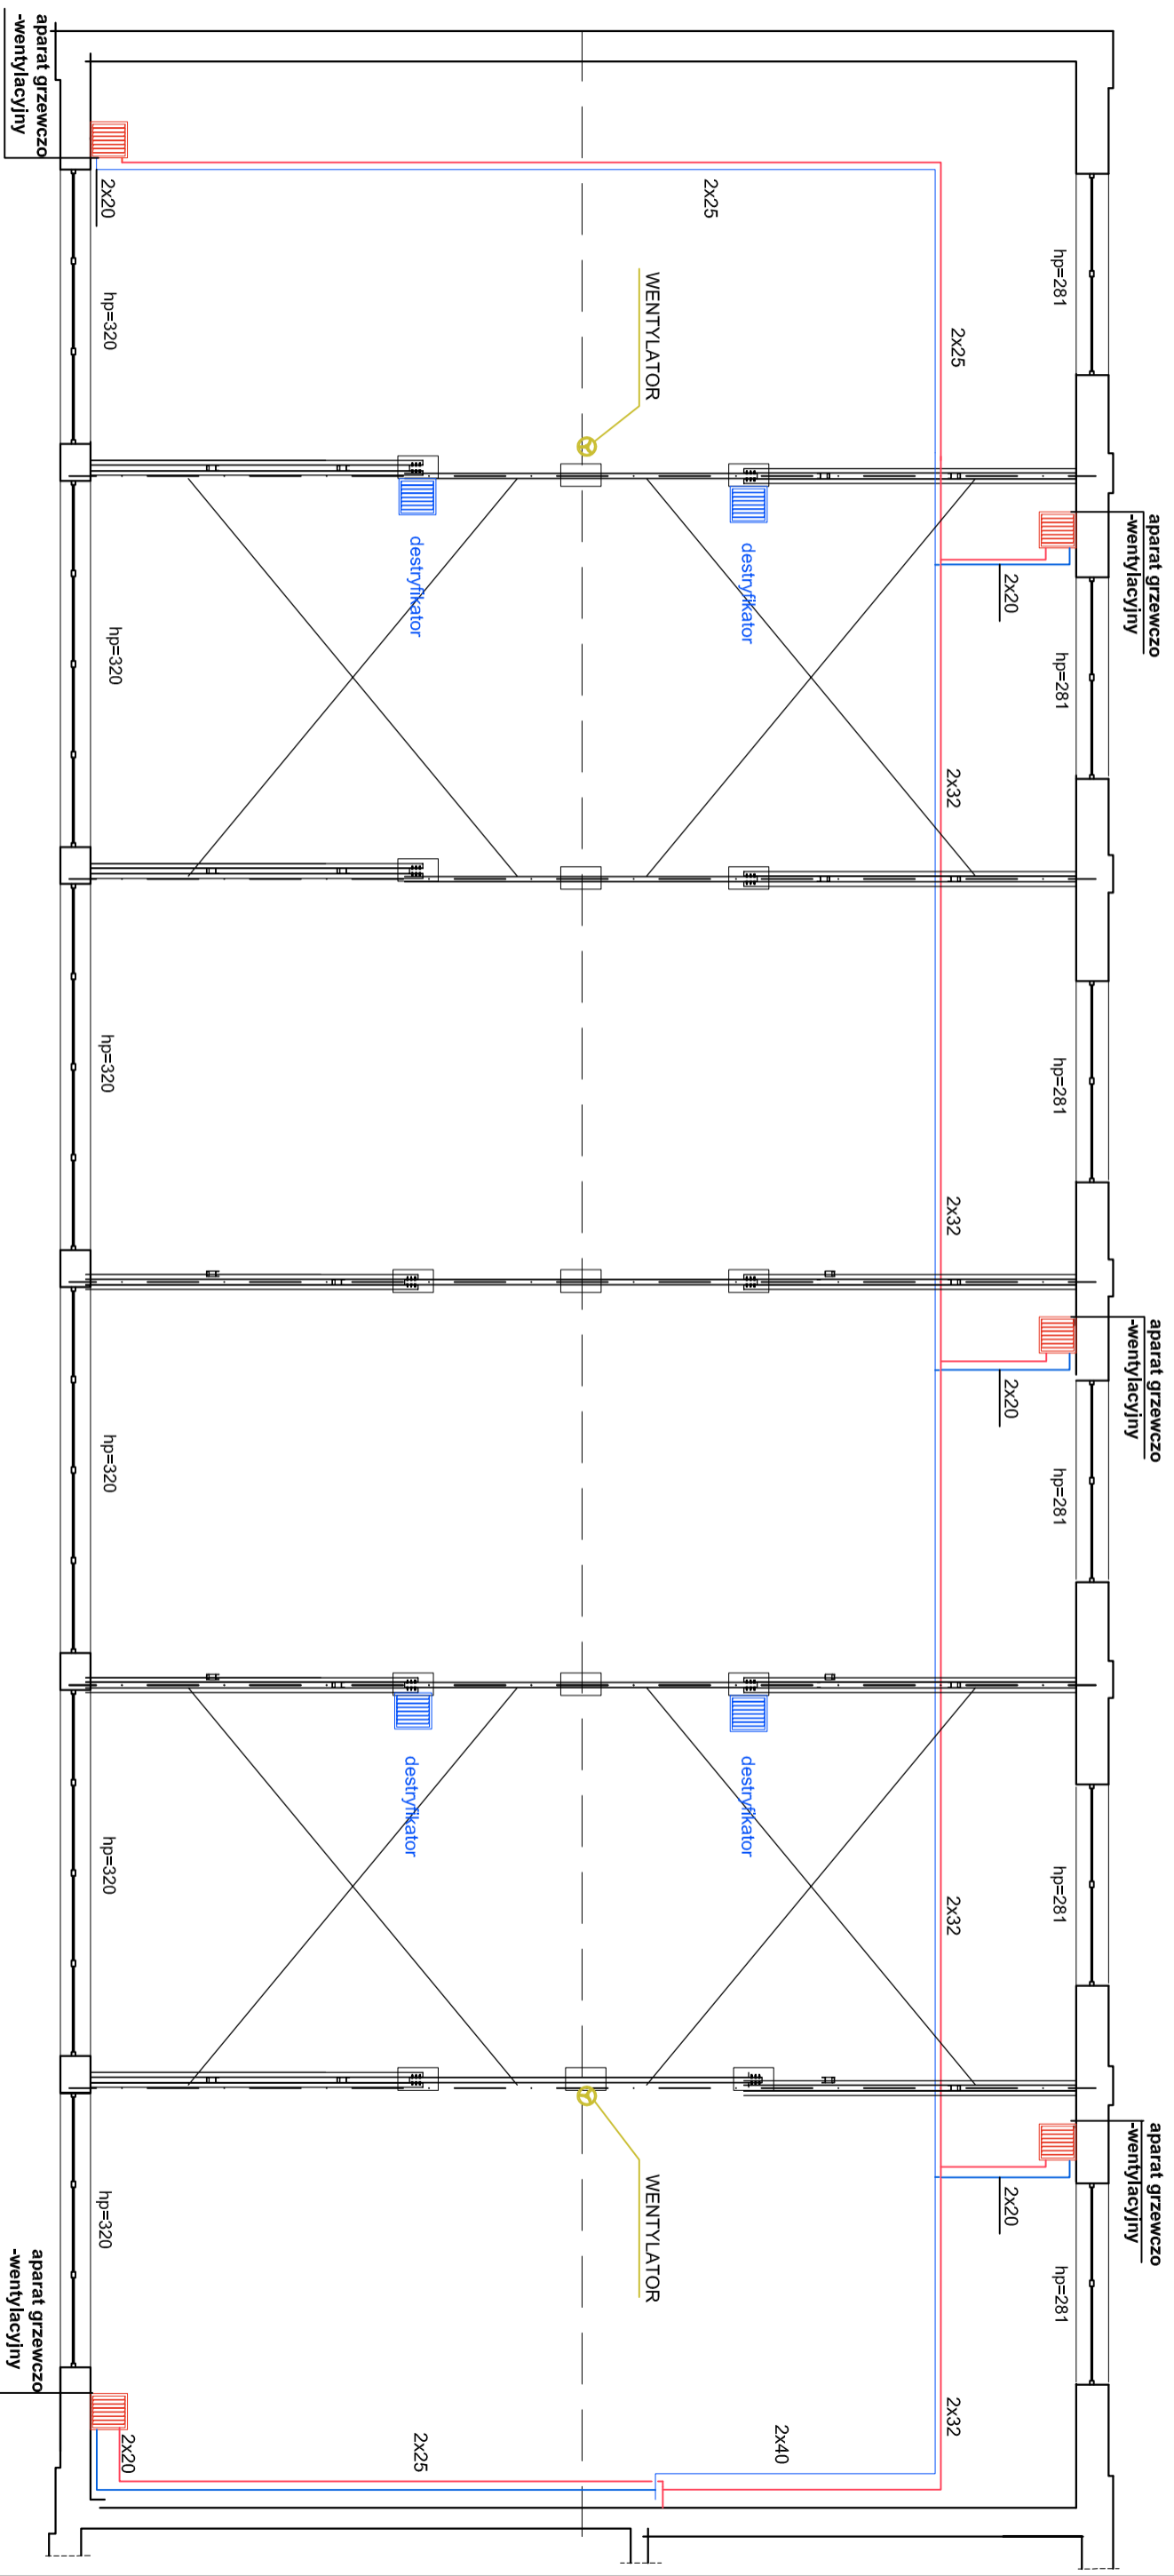 aparat grzewczo
-wentylacyjny
2x20
2x25
hp=281
hp=320
WENTYLATOR
2x25
aparat grzewczo
-wentylacyjny
destryfikator
destryfikator
2x20
hp=320
hp=281
2x32
hp=320
hp=281
2x32
aparat grzewczo
-wentylacyjny
2x20
hp=320
hp=281
destryfikator
destryfikator
hp=320
hp=281
2x32
aparat grzewczo
-wentylacyjny
WENTYLATOR
2x20
hp=320
hp=281
aparat grzewczo
-wentylacyjny
2x20
2x25
2x40
2x32